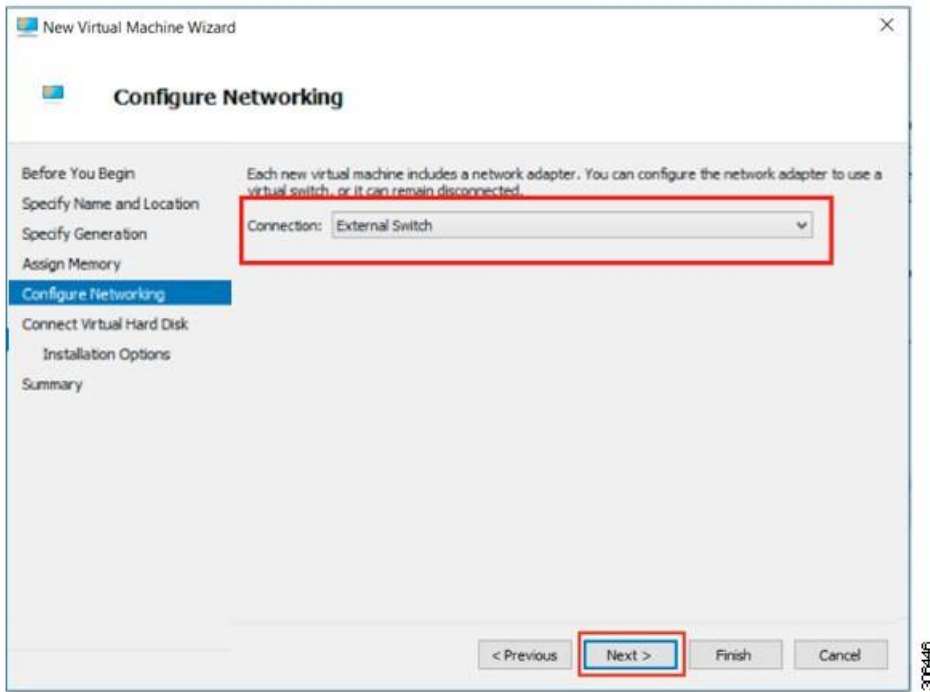 New Virtual Machine Wizard
Configure Networking
Before You Begin
Specify Name and Location
Specify Generation
Assign Memory
Configure Networking
Connect Virtual Hard Disk
Installation Options
Summary
Each new virtual machine includes a network adapter. You can configure the network adapter to use a
virtual switch, or it can remain disconnected.
Connection: External Switch
< Previous Next > Finish Cancel
306446